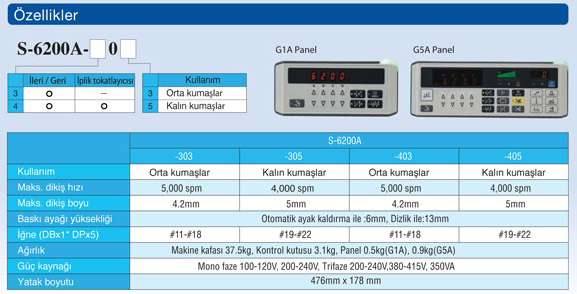 Özellikler
S-6200A-□0□
G1A Panel
G5A Panel
6200
İleri / Geri İplik tokatlayıcısı Kullanım
3 O – 3 Orta kumaşlar
4 O O 5 Kalın kumaşlar
S-6200A
-303 -305 -403 -405
Kullanım Orta kumaşlar Kalın kumaşlar Orta kumaşlar Kalın kumaşlar
Maks. dikiş hızı 5,000 spm 4,000 spm 5,000 spm 4,000 spm
Maks. dikiş boyu 4.2mm 5mm 4.2mm 5mm
Baskı ayağı yüksekliği Otomatik ayak kaldırma ile :6mm, Dizlik ile:13mm
İğne (DBx1" DPx5) #11-#18 #19-#22 #11-#18 #19-#22
Ağırlık Makine kafası 37.5kg, Kontrol kutusu 3.1kg, Panel 0.5kg(G1A), 0.9kg(G5A)
Güç kaynağı Mono faze 100-120V, 200-240V, Trifaze 200-240V,380-415V, 350VA
Yatak boyutu 476mm x 178 mm